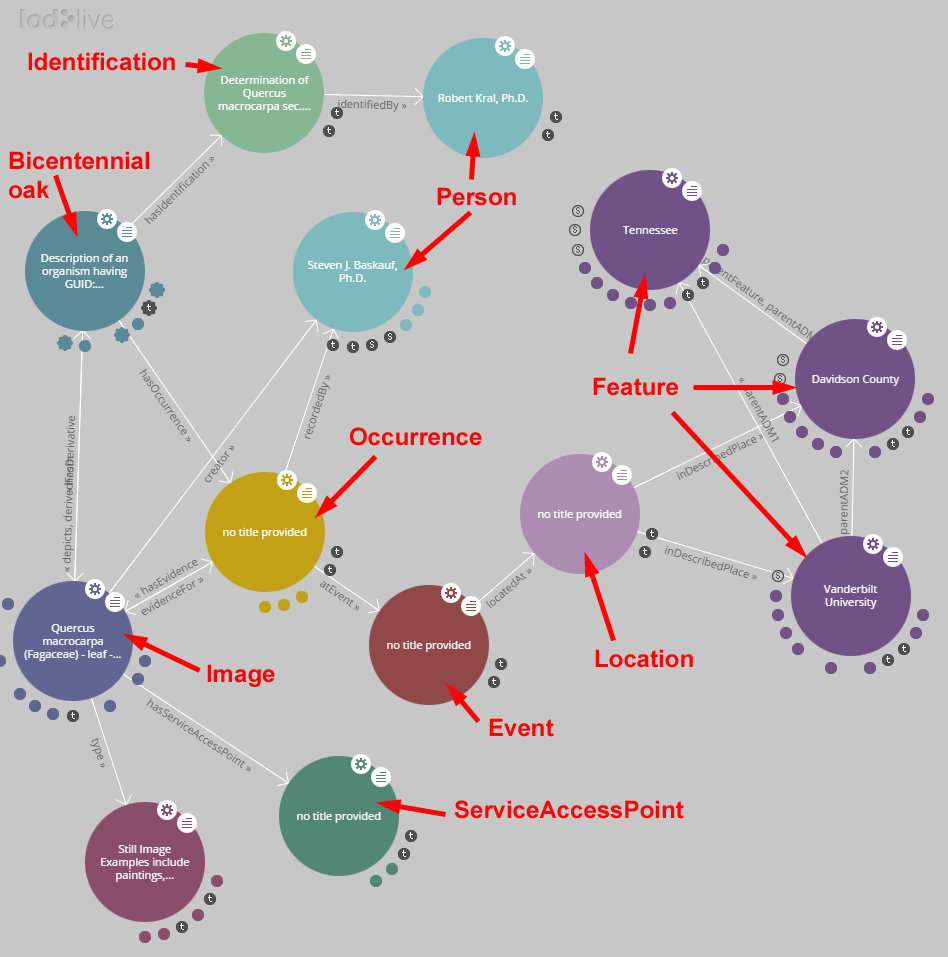 lod live
Identification
Determination of
Quercus
macrocarpa sec....
identifiedBy »
Robert Kral, Ph.D.
Bicentennial
oak
hasIdentification »
Person
Description of an
organism having
GUID:...
Steven J. Baskauf,
Ph.D.
Tennessee
parentFeature, parentADM
Davidson County
Feature
« parentADM1
hasOccurrence »
recordedBy »
creator »
Occurrence
inDescribedPlace »
parentADM2
« depicts, derived
hasDerivative
no title provided
no title provided
inDescribedPlace »
« hasEvidence
evidenceFor »
atEvent »
locatedAt »
Vanderbilt
University
Quercus
macrocarpa
(Fagaceae) - leaf -...
no title provided
Image
Location
Event
hasServiceAccessPoint »
type »
no title provided
ServiceAccessPoint
Still Image
Examples include
paintings,...